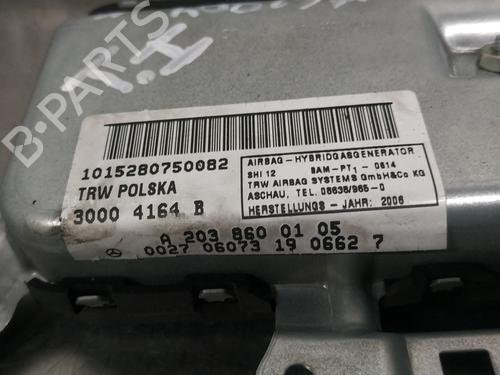 B-PARTS
1015280750082
TRW POLSKA
3000 4164 B
AIRBAG - HYBRIDGASGENERATOR
SHI 12 BAM-PT1 - 0614
TRW AIRBAG SYSTEMS GmbH&Co KG
ASCHAU, TEL. 08638/965-0
HERSTELLUNGS - JAHR: 2006
A 203 860 01 05
0027 06073 19 0662 7